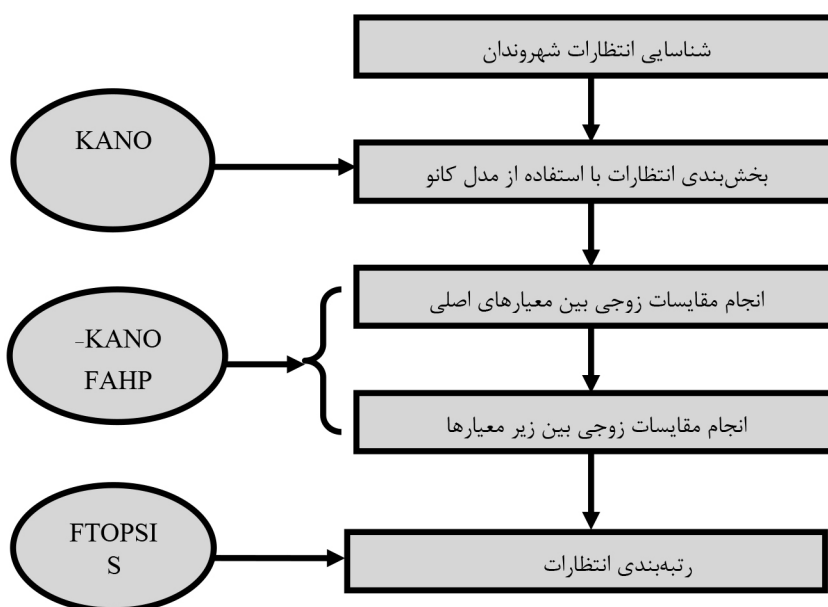 شناسایی انتظارات شهروندان
KANO
بخش‌بندی انتظارات با استفاده از مدل کانو
انجام مقایسات زوجی بین معیارهای اصلی
–KANO
FAHP
انجام مقایسات زوجی بین زیر معیارها
FTOPSI
S
رتبه‌بندی انتظارات